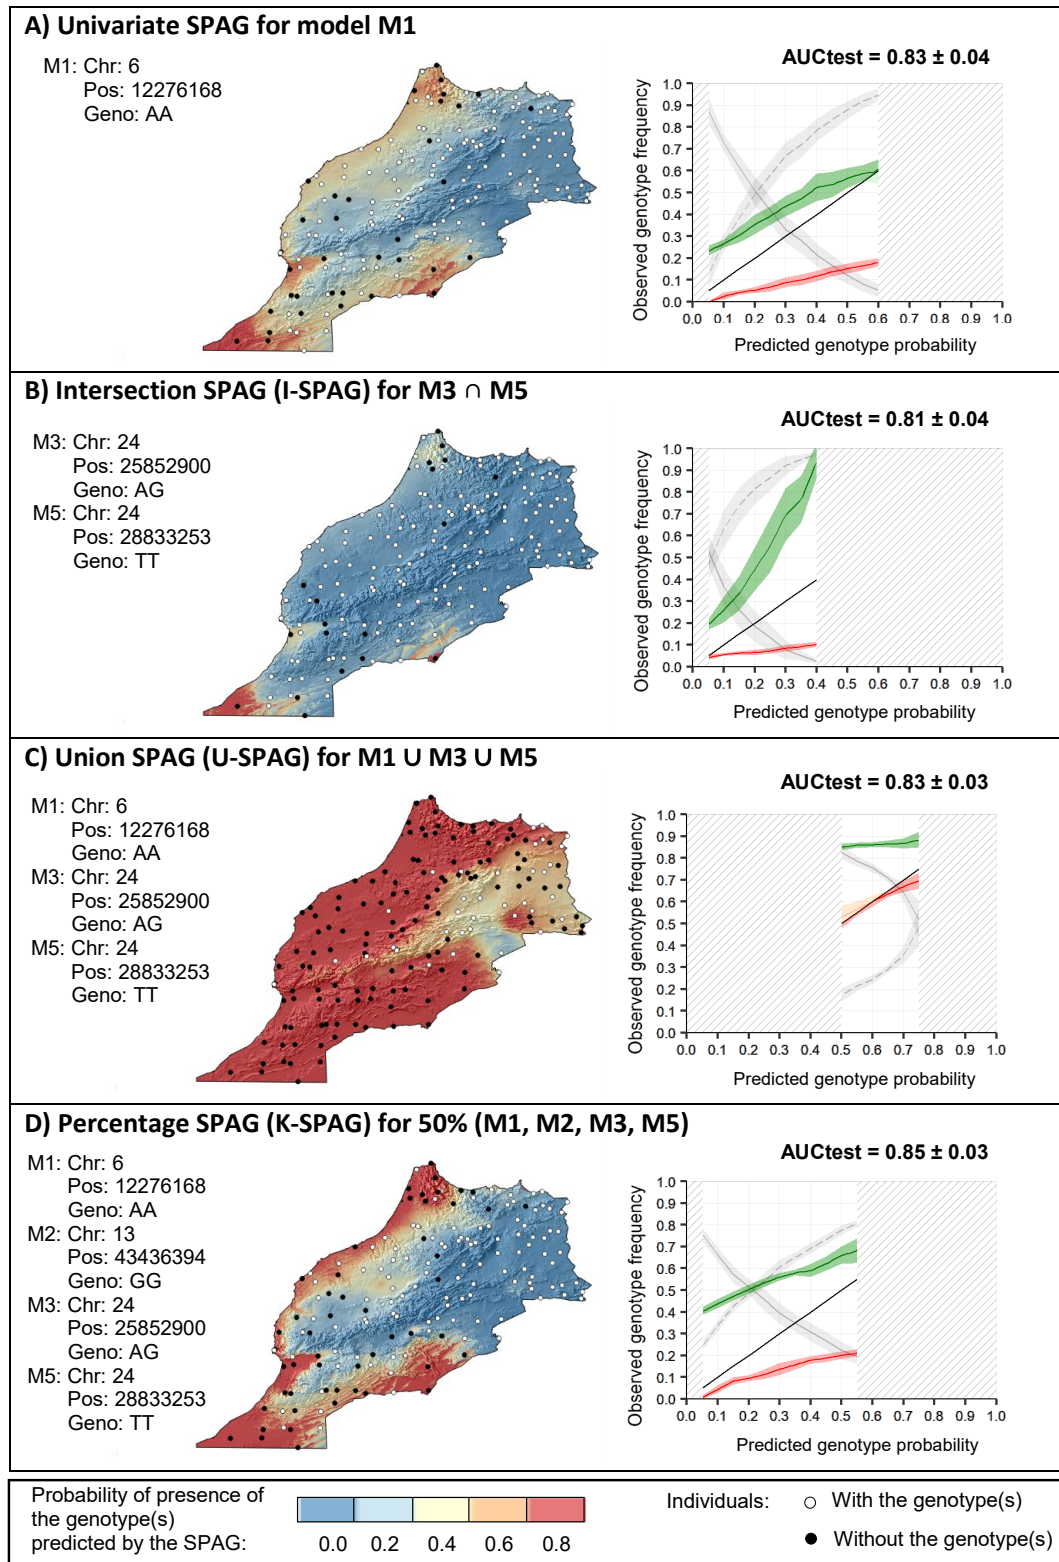 A) Univariate SPAG for model M1
M1: Chr: 6
Pos: 12276168
Geno: AA
AUCtest = 0.83 ± 0.04
Observed genotype frequency
1.0
0.9
0.8
0.7
0.6
0.5
0.4
0.3
0.2
0.1
0.0
0.0 0.1 0.2 0.3 0.4 0.5 0.6 0.7 0.8 0.9 1.0
Predicted genotype probability
B) Intersection SPAG (I-SPAG) for M3 ∩ M5
M3: Chr: 24
Pos: 25852900
Geno: AG
M5: Chr: 24
Pos: 28833253
Geno: TT
AUCtest = 0.81 ± 0.04
Observed genotype frequency
1.0
0.9
0.8
0.7
0.6
0.5
0.4
0.3
0.2
0.1
0.0
0.0 0.1 0.2 0.3 0.4 0.5 0.6 0.7 0.8 0.9 1.0
Predicted genotype probability
C) Union SPAG (U-SPAG) for M1 ∪ M3 ∪ M5
M1: Chr: 6
Pos: 12276168
Geno: AA
M3: Chr: 24
Pos: 25852900
Geno: AG
M5: Chr: 24
Pos: 28833253
Geno: TT
AUCtest = 0.83 ± 0.03
Observed genotype frequency
1.0
0.9
0.8
0.7
0.6
0.5
0.4
0.3
0.2
0.1
0.0
0.0 0.1 0.2 0.3 0.4 0.5 0.6 0.7 0.8 0.9 1.0
Predicted genotype probability
D) Percentage SPAG (K-SPAG) for 50% (M1, M2, M3, M5)
M1: Chr: 6
Pos: 12276168
Geno: AA
M2: Chr: 13
Pos: 43436394
Geno: GG
M3: Chr: 24
Pos: 25852900
Geno: AG
M5: Chr: 24
Pos: 28833253
Geno: TT
AUCtest = 0.85 ± 0.03
Observed genotype frequency
1.0
0.9
0.8
0.7
0.6
0.5
0.4
0.3
0.2
0.1
0.0
0.0 0.1 0.2 0.3 0.4 0.5 0.6 0.7 0.8 0.9 1.0
Predicted genotype probability
Probability of presence of
the genotype(s)
predicted by the SPAG:
0.0 0.2 0.4 0.6 0.8
Individuals:
With the genotype(s)
Without the genotype(s)